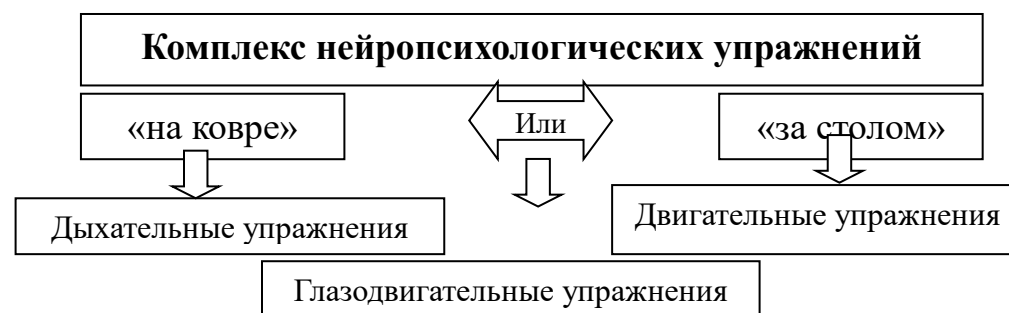 Комплекс нейропсихологических упражнений
«на ковре»
Или
«за столом»
Дыхательные упражнения
Двигательные упражнения
Глазодвигательные упражнения